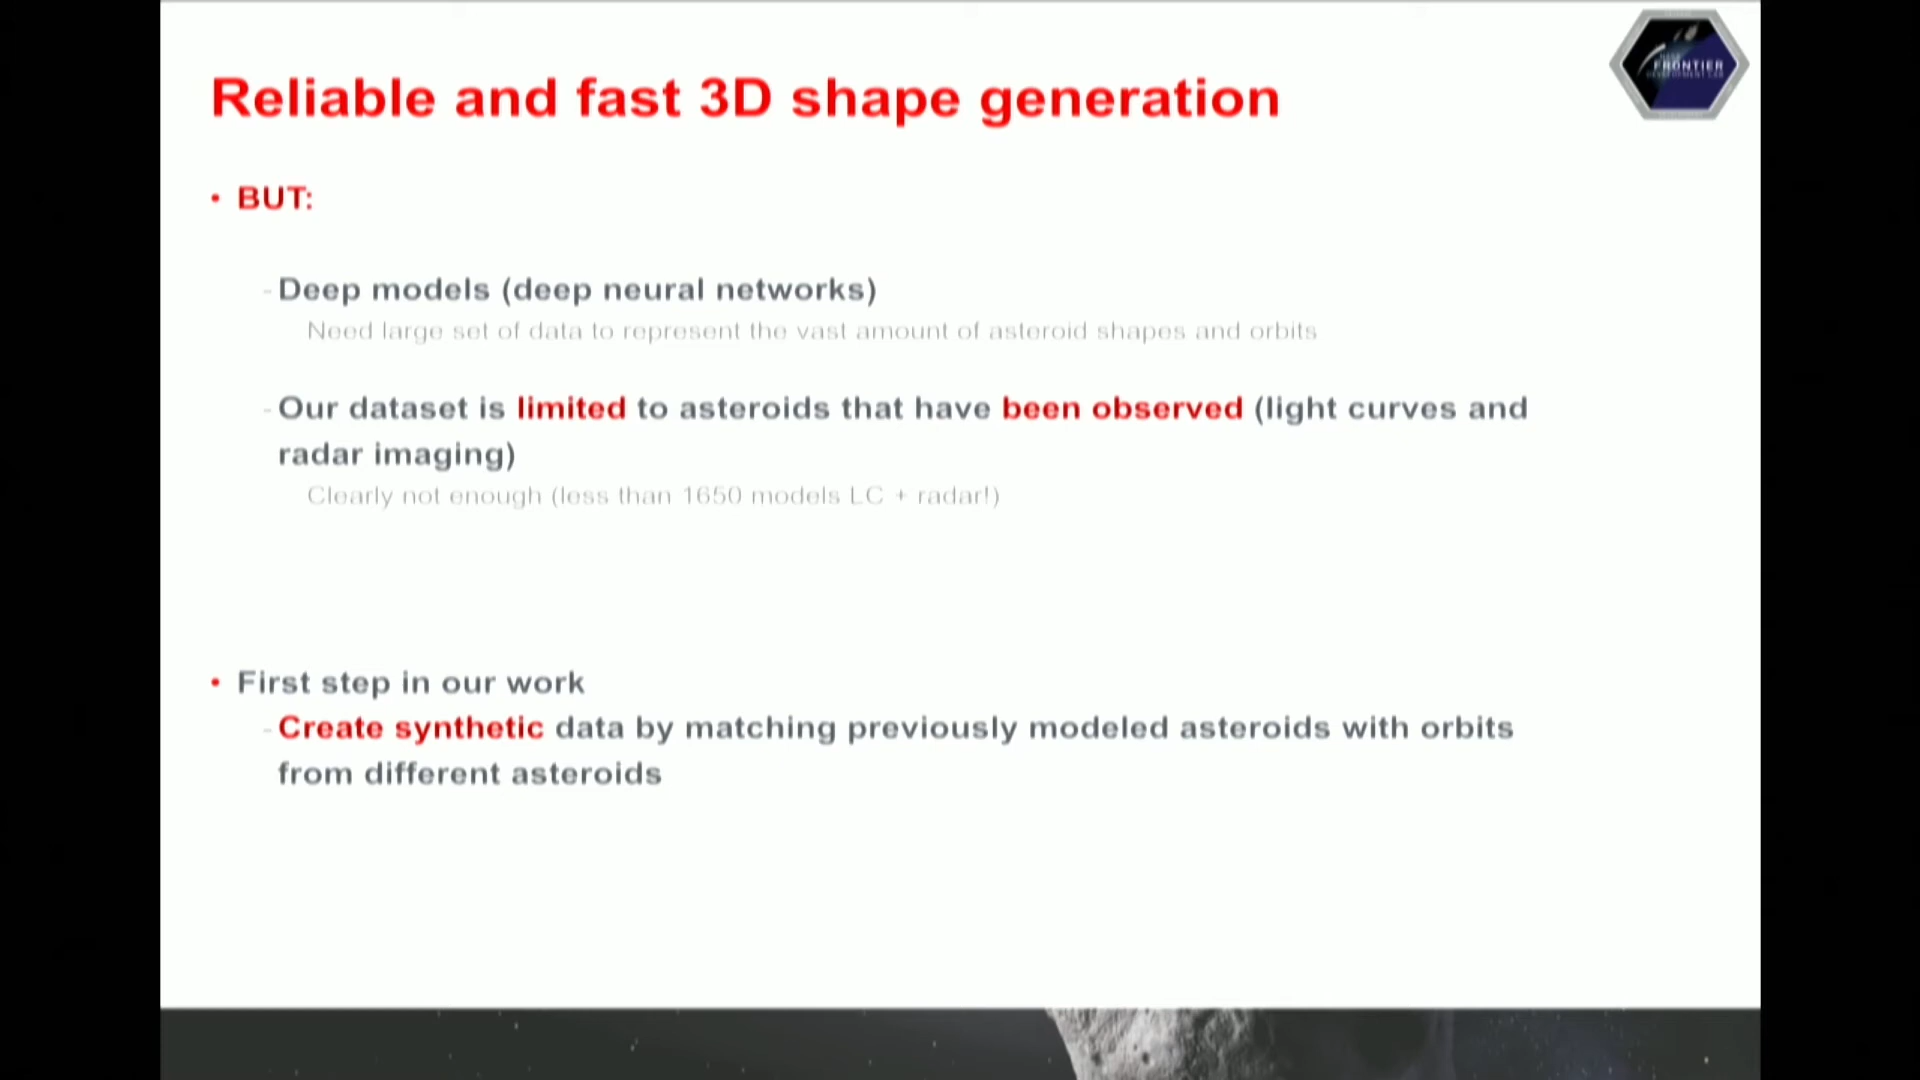 FRONTIER
Reliable and fast 3D shape generation
• BUT:
- Deep models (deep neural networks)
Need large set of data to represent the vast amount of asteroid shapes and orbits
- Our dataset is limited to asteroids that have been observed (light curves and
radar imaging)
Clearly not enough (less than 1650 models LC + radar!)
• First step in our work
- Create synthetic data by matching previously modeled asteroids with orbits
from different asteroids